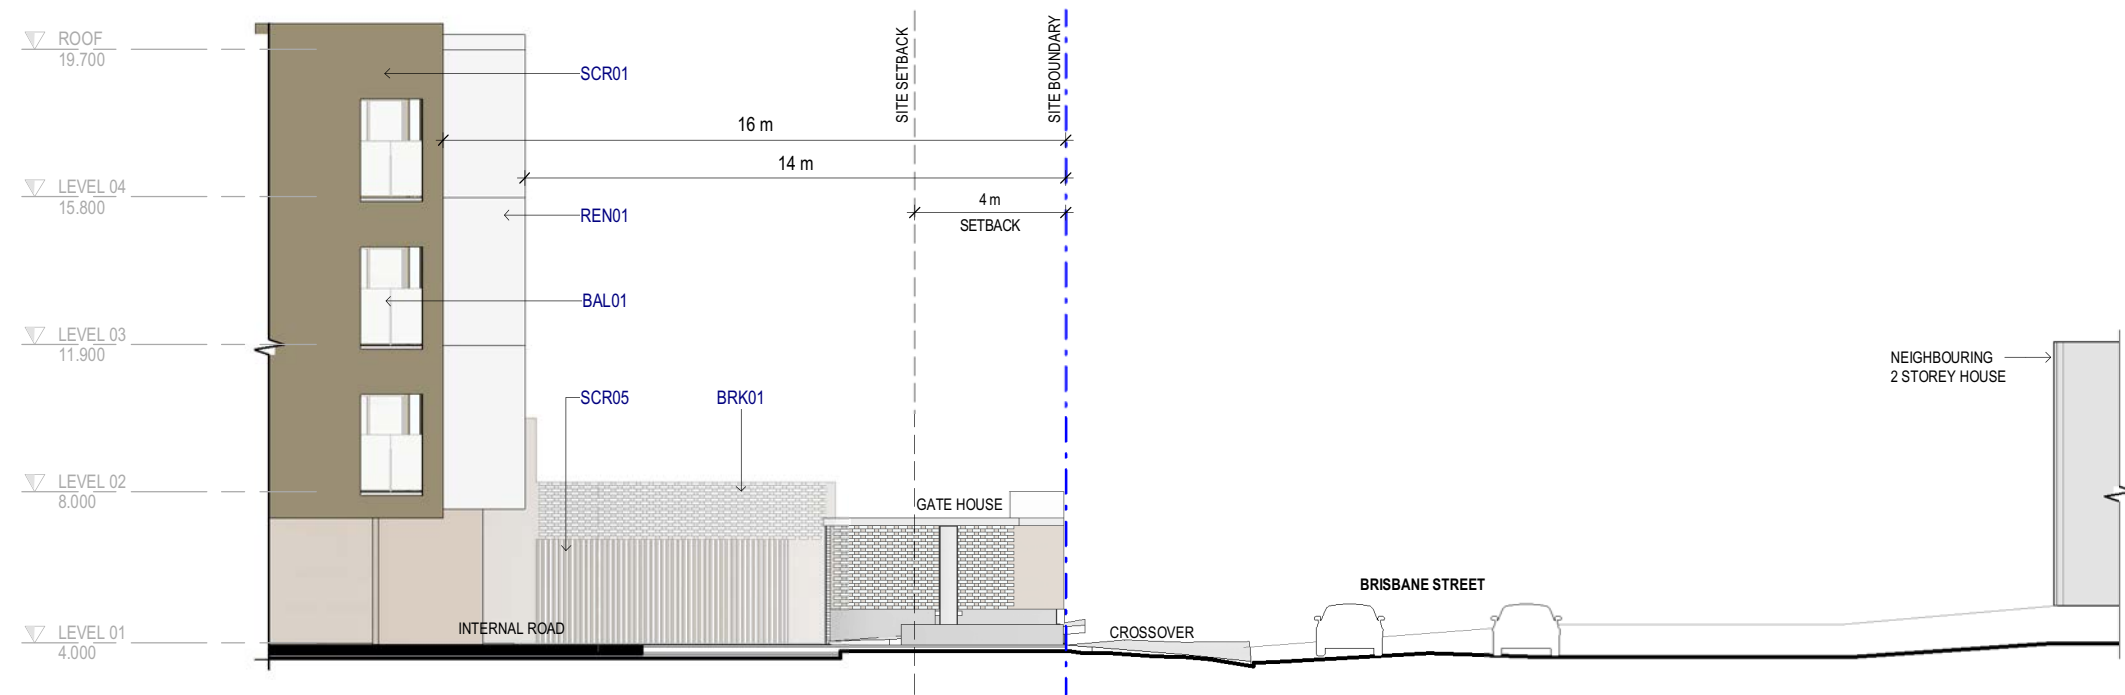 ROOF
19.700
LEVEL 04
15.800
LEVEL 03
11.900
LEVEL 02
8.000
LEVEL 01
4.000
SCR01
REN01
BAL01
SCR05
BRK01
16 m
14 m
4 m
SETBACK
SITE SETBACK
SITE BOUNDARY
GATE HOUSE
INTERNAL ROAD
CROSSOVER
BRISBANE STREET
NEIGHBOURING
2 STOREY HOUSE